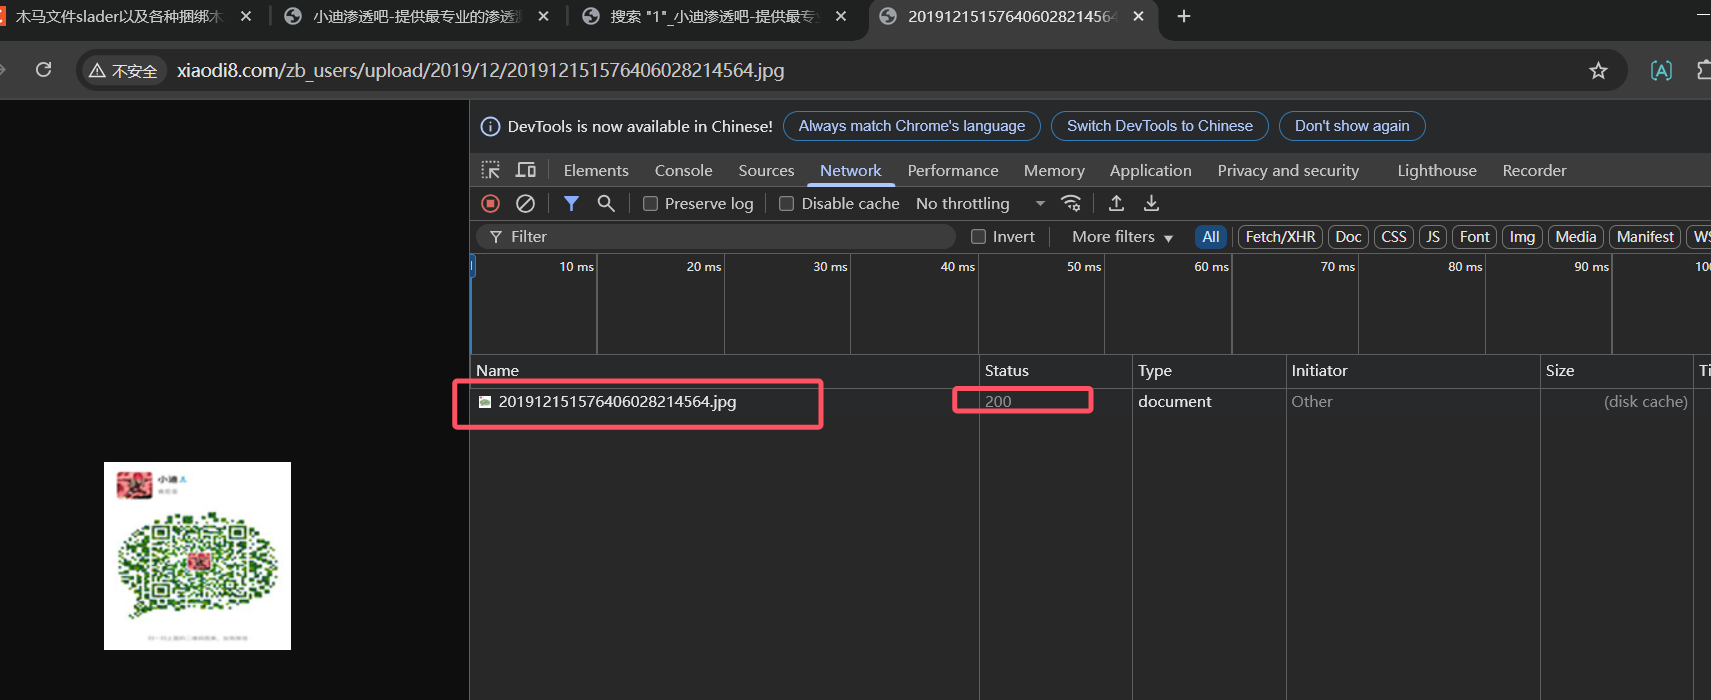 木马文件slader以及各种捆绑木
小迪渗透吧-提供最专业的渗透测
搜索 "1"_小迪渗透吧-提供最专
201912151576406028214564
不安全
xiaodi8.com/zb_users/upload/2019/12/201912151576406028214564.jpg
DevTools is now available in Chinese!
Always match Chrome's language
Switch DevTools to Chinese
Don't show again
Elements
Console
Sources
Network
Performance
Memory
Application
Privacy and security
Lighthouse
Recorder
Preserve log
Disable cache
No throttling
Filter
Invert
More filters
All
Fetch/XHR
Doc
CSS
JS
Font
Img
Media
Manifest
WS
10 ms
20 ms
30 ms
40 ms
50 ms
60 ms
70 ms
80 ms
90 ms
100
Name
Status
Type
Initiator
Size
Ti
201912151576406028214564.jpg
200
document
Other
(disk cache)
小迪